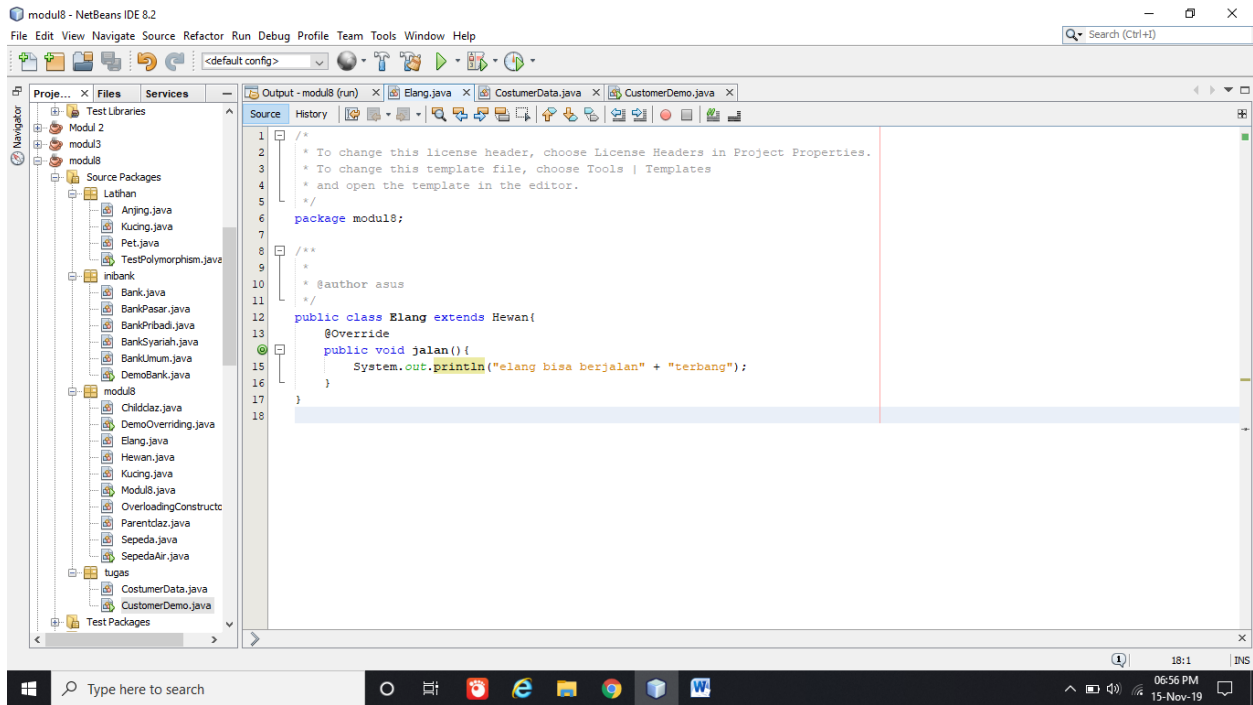 modul8 - NetBeans IDE 8.2
File Edit View Navigate Source Refactor Run Debug Profile Team Tools Window Help
Search (Ctrl+I)
<default config>
Proje... Files Services
Output - modul8 (run) Elang.java CostumerData.java CustomerDemo.java
Source History
Navigator
Test Libraries
Modul 2
modul3
modul8
Source Packages
Latihan
Anjing.java
Kucing.java
Pet.java
TestPolymorphism.java
inibank
Bank.java
BankPasar.java
BankPribadi.java
BankSyariah.java
BankUmum.java
DemoBank.java
modul8
Childclaz.java
DemoOverriding.java
Elang.java
Hewan.java
Kucing.java
Modul8.java
OverloadingConstructo
Parentclaz.java
Sepeda.java
SepedaAir.java
tugas
CostumerData.java
CustomerDemo.java
Test Packages
1 /*
2 * To change this license header, choose License Headers in Project Properties.
3 * To change this template file, choose Tools | Templates
4 * and open the template in the editor.
5 */
6 package modul8;
7
8 /**
9 *
10 * @author asus
11 */
12 public class Elang extends Hewan{
13 @Override
public void jalan(){
15 System.out.println("elang bisa berjalan" + "terbang");
16 }
17 }
18
1 18:1 INS
Type here to search
06:56 PM
15-Nov-19